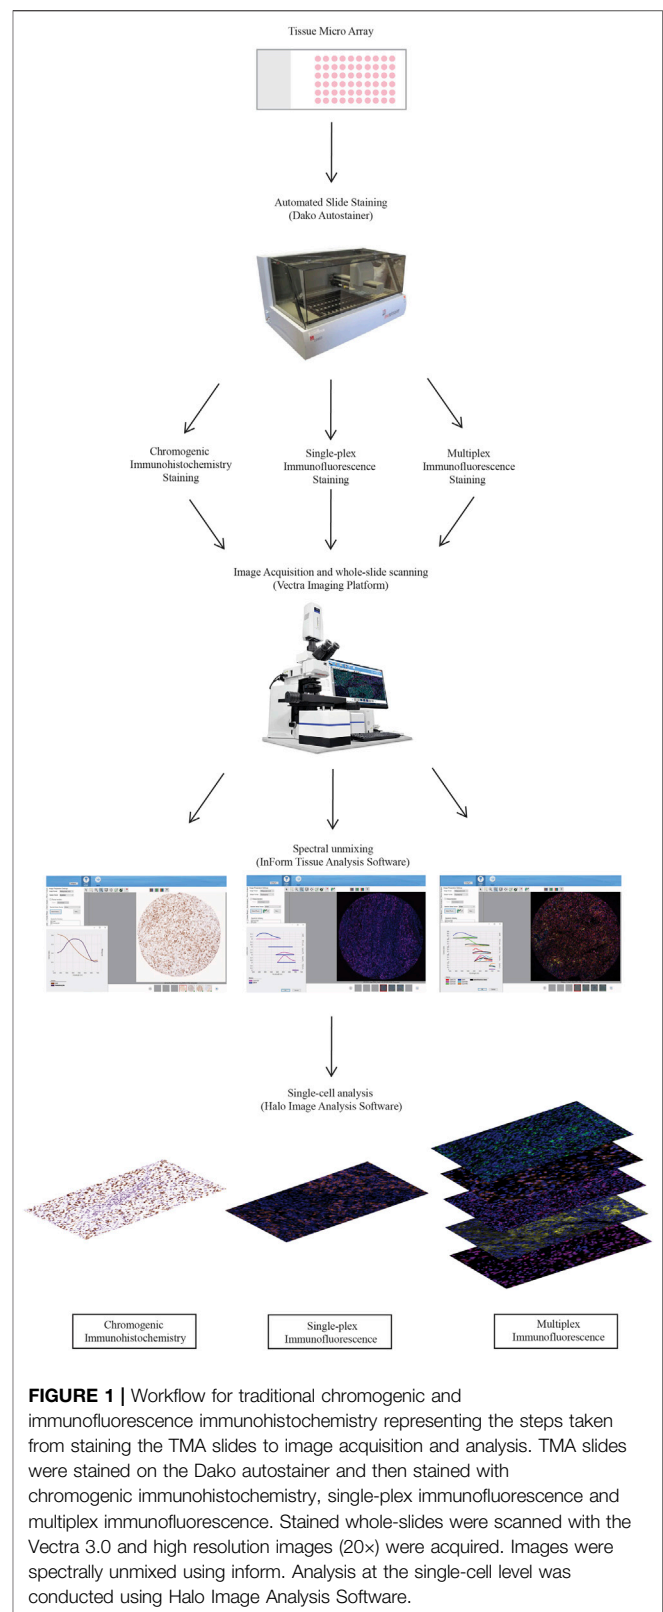 Tissue Micro Array
Automated Slide Staining
(Dako Autostainer)
Chromogenic
Immunohistochemistry
Staining
Single-plex
Immunofluorescence
Staining
Multiplex
Immunofluorescence
Staining
Image Acquisition and whole-slide scanning
(Vectra Imaging Platform)
Spectral unmixing
(InForm Tissue Analysis Software)
Single-cell analysis
(Halo Image Analysis Software)
Chromogenic
Immunohistochemistry
Single-plex
Immunofluorescence
Multiplex
Immunofluorescence
FIGURE 1 | Workflow for traditional chromogenic and
immunofluorescence immunohistochemistry representing the steps taken
from staining the TMA slides to image acquisition and analysis. TMA slides
were stained on the Dako autostainer and then stained with
chromogenic immunohistochemistry, single-plex immunofluorescence and
multiplex immunofluorescence. Stained whole-slides were scanned with the
Vectra 3.0 and high resolution images (20×) were acquired. Images were
spectrally unmixed using inform. Analysis at the single-cell level was
conducted using Halo Image Analysis Software.